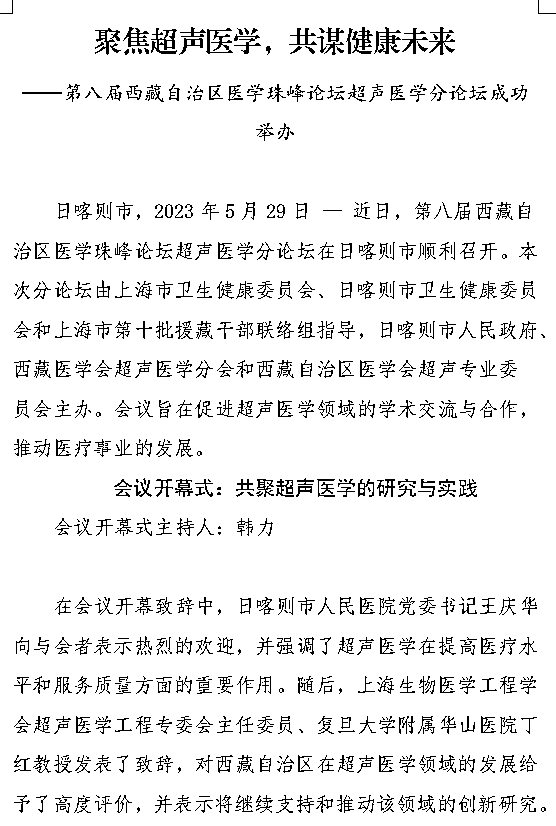 聚焦超声医学，共谋健康未来
——第八届西藏自治区医学珠峰论坛超声医学分论坛成功
举办
日喀则市，2023 年 5 月 29 日 — 近日，第八届西藏自
治区医学珠峰论坛超声医学分论坛在日喀则市顺利召开。本
次分论坛由上海市卫生健康委员会、日喀则市卫生健康委员
会和上海市第十批援藏干部联络组指导，日喀则市人民政府、
西藏医学会超声医学分会和西藏自治区医学会超声专业委
员会主办。会议旨在促进超声医学领域的学术交流与合作，
推动医疗事业的发展。
会议开幕式：共聚超声医学的研究与实践
会议开幕式主持人：韩力
在会议开幕致辞中，日喀则市人民医院党委书记王庆华
向与会者表示热烈的欢迎，并强调了超声医学在提高医疗水
平和服务质量方面的重要作用。随后，上海生物医学工程学
会超声医学工程专委会主任委员、复旦大学附属华山医院丁
红教授发表了致辞，对西藏自治区在超声医学领域的发展给
予了高度评价，并表示将继续支持和推动该领域的创新研究。